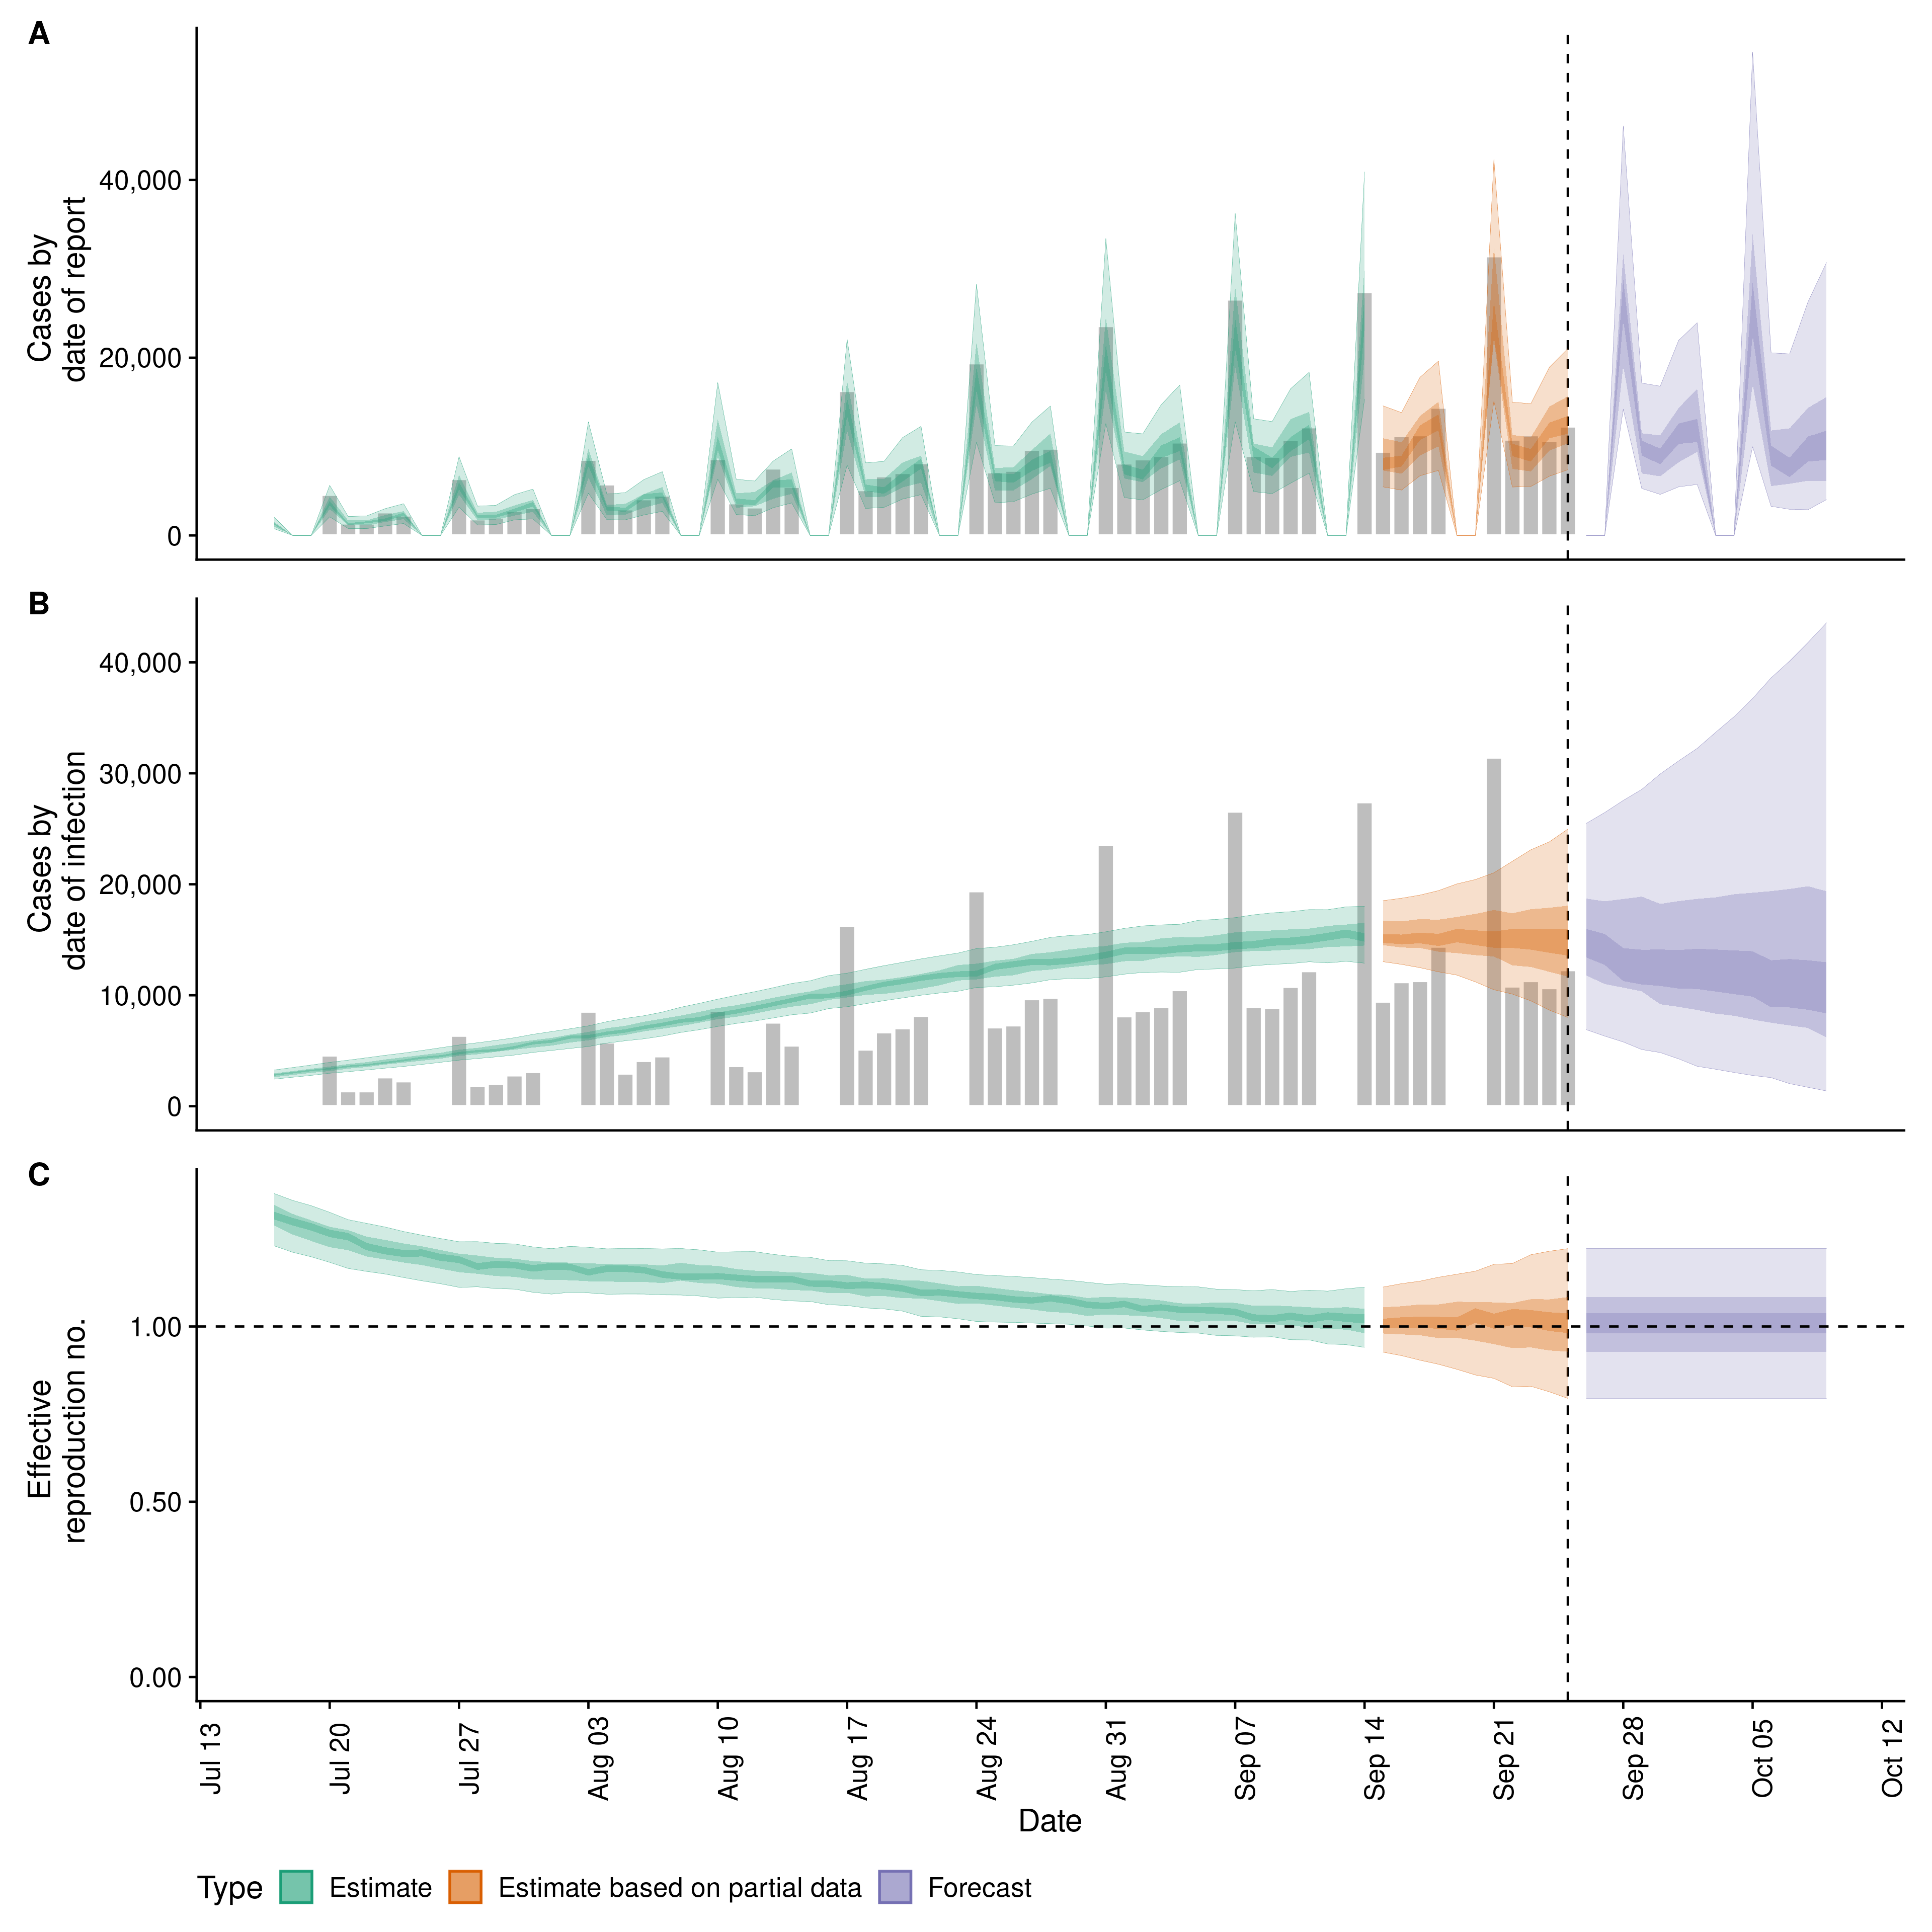 A
Cases by
date of report
40,000
20,000
0
B
Cases by
date of infection
40,000
30,000
20,000
10,000
0
C
Effective
reproduction no.
1.00
0.50
0.00
Jul 13
Jul 20
Jul 27
Aug 03
Aug 10
Aug 17
Aug 24
Aug 31
Sep 07
Sep 14
Sep 21
Sep 28
Oct 05
Oct 12
Date
Type Estimate Estimate based on partial data Forecast